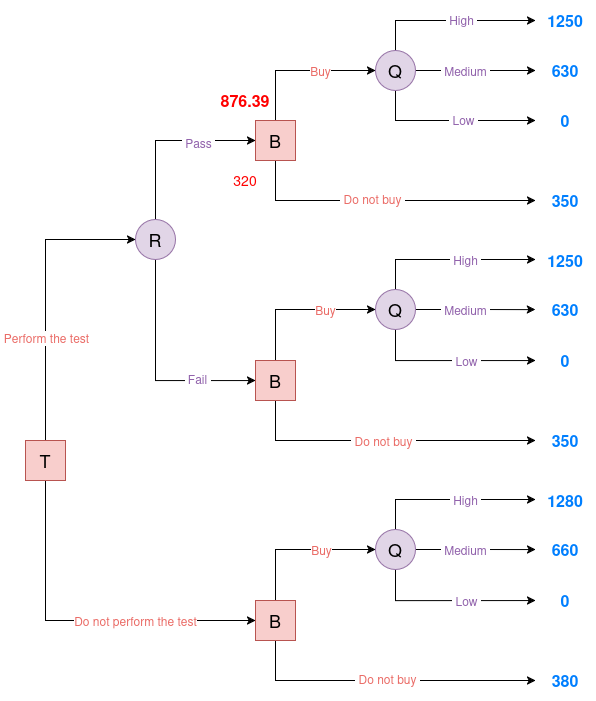 High 1250
Buy Q Medium 630
876.39
B Low 0
Pass
320
Do not buy 350
R
High 1250
Buy Q Medium 630
Perform the test
Low 0
Fail B
Do not buy 350
T
High 1280
Buy Q Medium 660
Low 0
Do not perform the test B
Do not buy 380